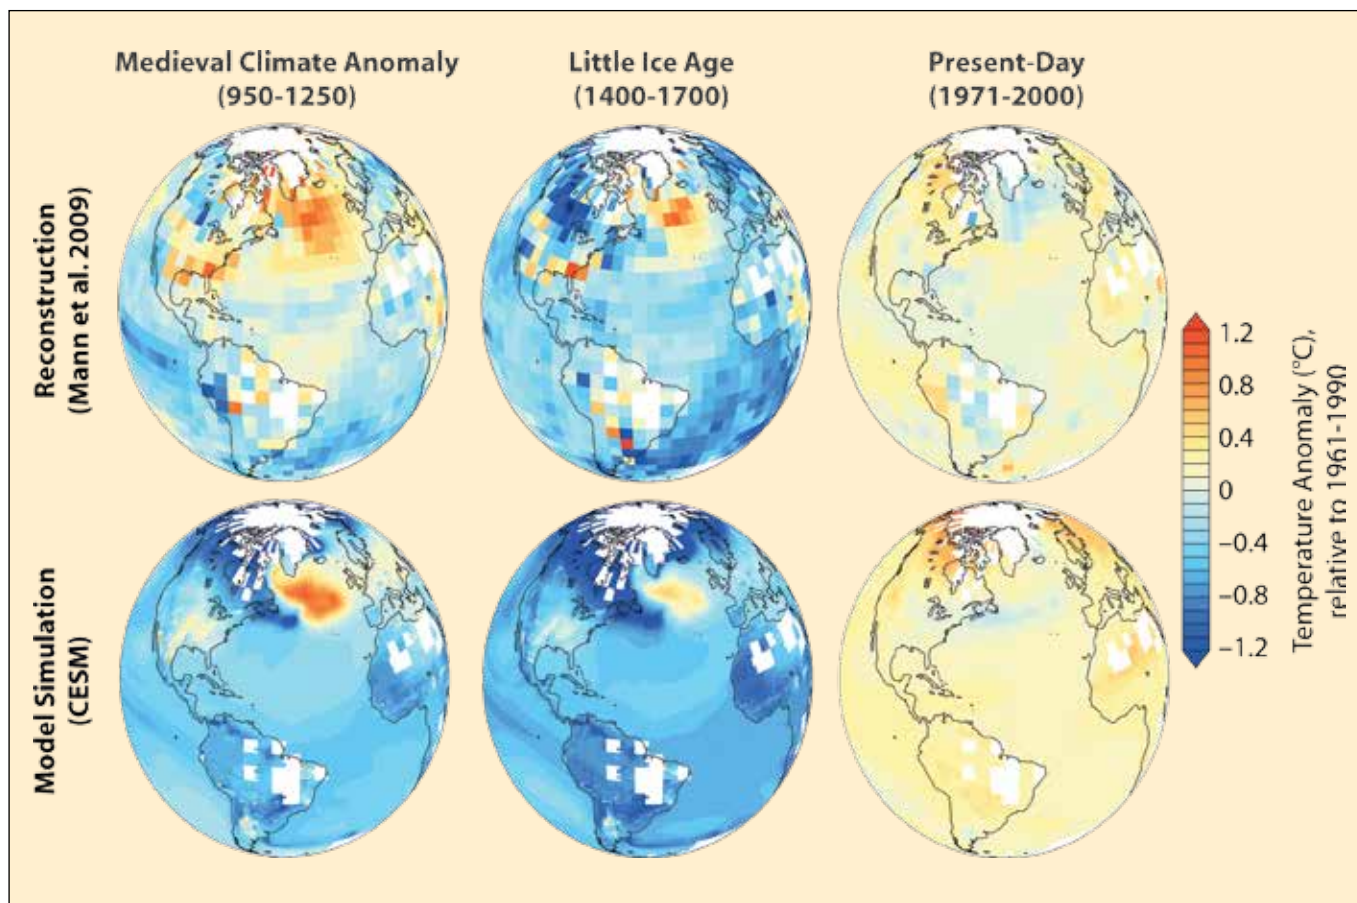 Medieval Climate Anomaly
(950-1250)
Little Ice Age
(1400-1700)
Present-Day
(1971-2000)
Reconstruction
(Mann et al. 2009)
Model Simulation
(CESM)
1.2
0.8
0.4
0
−0.4
−0.8
−1.2
Temperature Anomaly (°C),
relative to 1961-1990